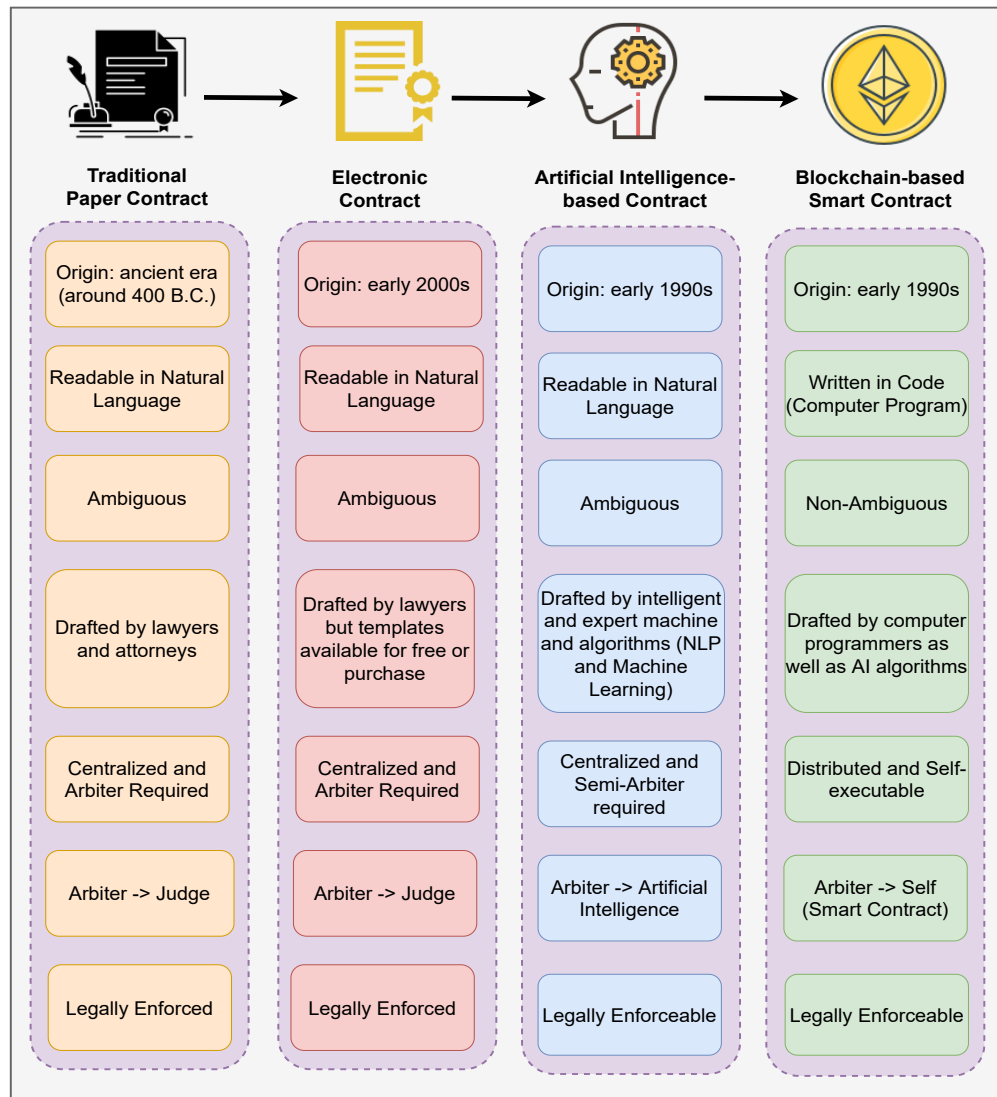 Traditional
Paper Contract
Electronic
Contract
Artificial Intelligence-
based Contract
Blockchain-based
Smart Contract
Origin: ancient era
(around 400 B.C.)
Readable in Natural
Language
Ambiguous
Drafted by lawyers
and attorneys
Centralized and
Arbiter Required
Arbiter -> Judge
Legally Enforced
Origin: early 2000s
Readable in Natural
Language
Ambiguous
Drafted by lawyers
but templates
available for free or
purchase
Centralized and
Arbiter Required
Arbiter -> Judge
Legally Enforced
Origin: early 1990s
Readable in Natural
Language
Ambiguous
Drafted by intelligent
and expert machine
and algorithms (NLP
and Machine
Learning)
Centralized and
Semi-Arbiter
required
Arbiter -> Artificial
Intelligence
Legally Enforceable
Origin: early 1990s
Written in Code
(Computer Program)
Non-Ambiguous
Drafted by computer
programmers as
well as AI algorithms
Distributed and Self-
executable
Arbiter -> Self
(Smart Contract)
Legally Enforceable